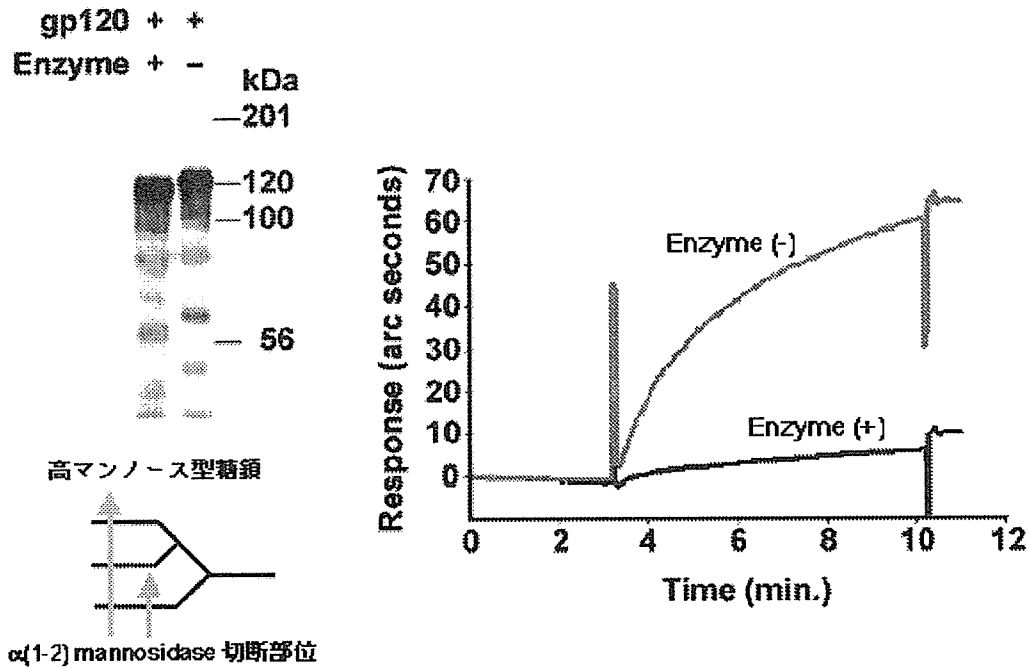 gp120 + +
Enzyme + −
kDa
201
120
100
56
高マンノース型糖鎖
α(1-2) mannosidase 切断部位
Response (arc seconds)
70
60
50
40
30
20
10
0
Enzyme (-)
Enzyme (+)
0 2 4 6 8 10 12
Time (min.)